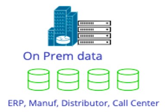 On Prem data
ERP, Manuf, Distributor, Call Center